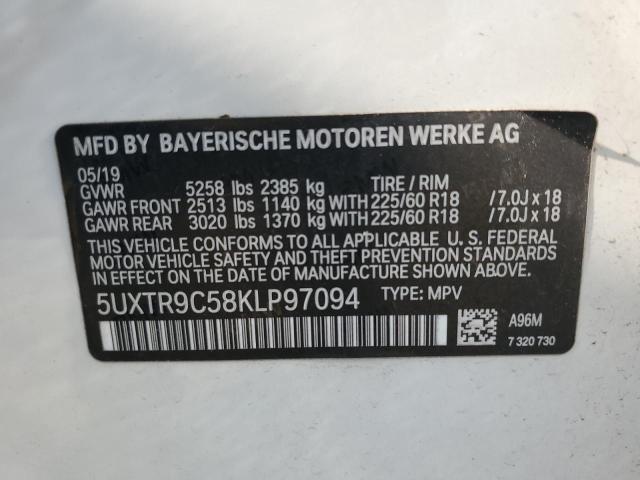 MFD BY BAYERISCHE MOTOREN WERKE AG
05/19
GVWR 5258 lbs 2385 kg TIRE / RIM
GAWR FRONT 2513 lbs 1140 kg WITH 225/60 R18 /7.0J x 18
GAWR REAR 3020 lbs 1370 kg WITH 225/60 R18 /7.0J x 18
THIS VEHICLE CONFORMS TO ALL APPLICABLE U. S. FEDERAL
MOTOR VEHICLE SAFETY AND THEFT PREVENTION STANDARDS
IN EFFECT ON THE DATE OF MANUFACTURE SHOWN ABOVE.
5UXTR9C58KLP97094 TYPE: MPV
A96M
7 320 730